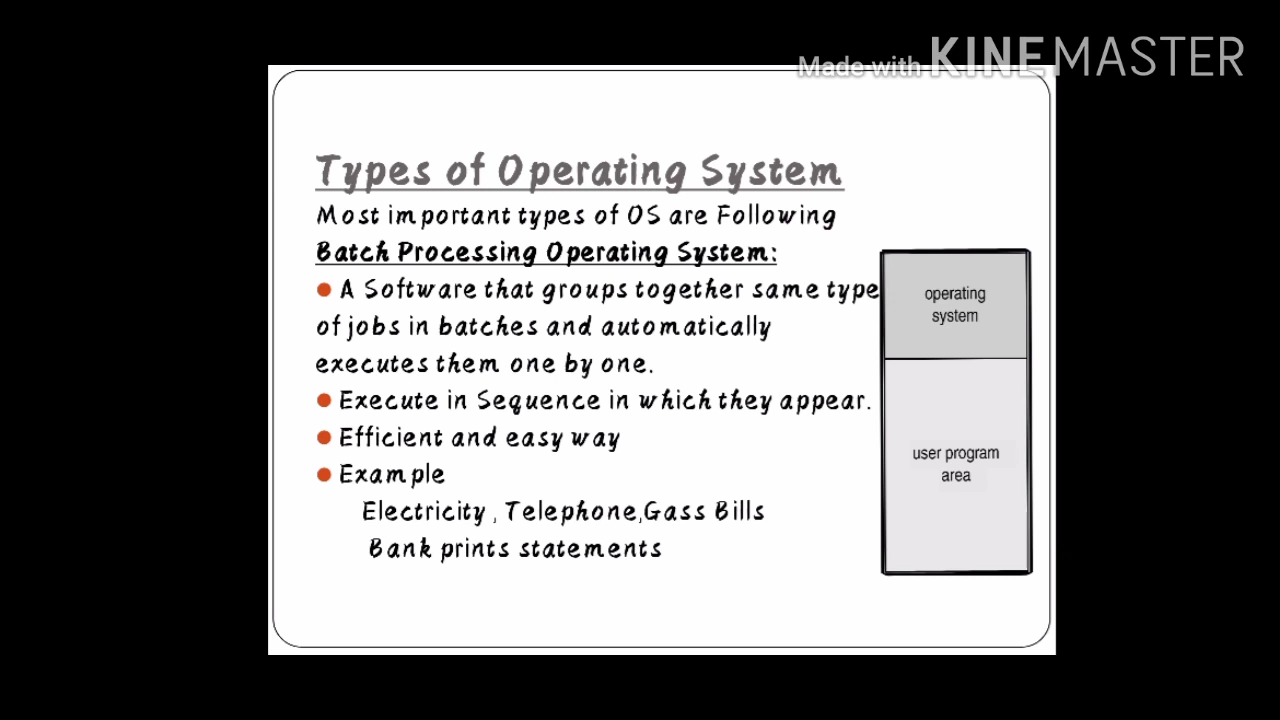 Made with KINEMASTER
Types of Operating System
Most important types of OS are Following
Batch Processing Operating System:
A Software that groups together same type
of jobs in batches and automatically
executes them one by one.
Execute in Sequence in which they appear.
Efficient and easy way
Example
Electricity , Telephone,Gass Bills
Bank prints statements
operating
system
user program
area